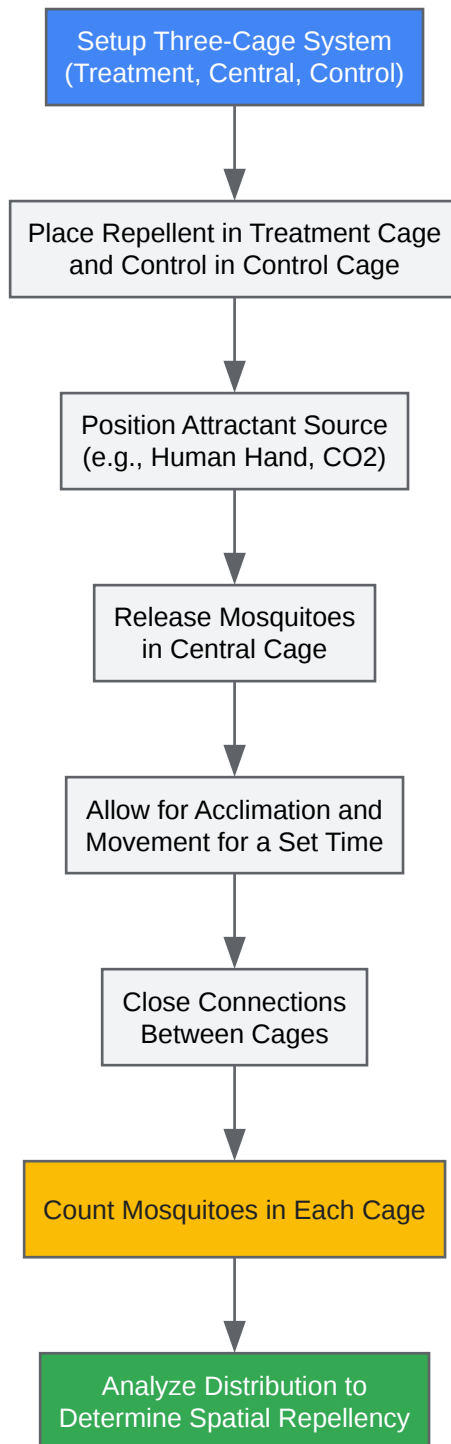 Setup Three-Cage System
(Treatment, Central, Control)
Place Repellent in Treatment Cage
and Control in Control Cage
Position Attractant Source
(e.g., Human Hand, CO2)
Release Mosquitoes
in Central Cage
Allow for Acclimation and
Movement for a Set Time
Close Connections
Between Cages
Count Mosquitoes in Each Cage
Analyze Distribution to
Determine Spatial Repellency